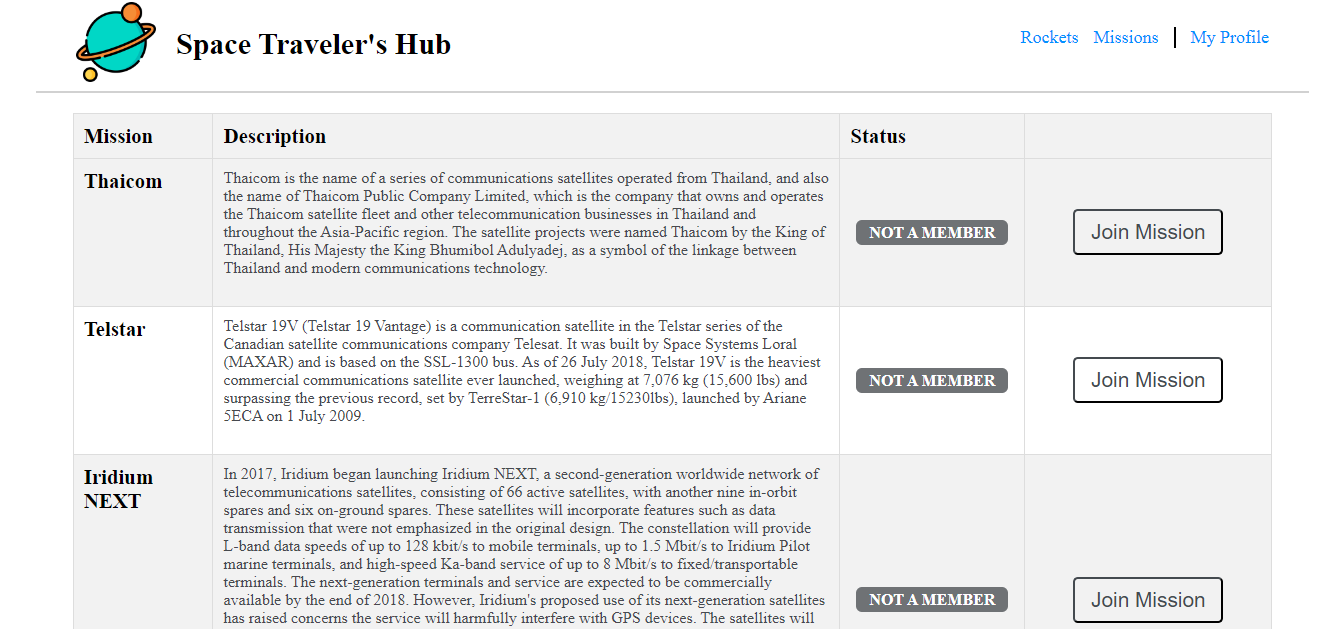 Space Traveler's Hub
Rockets Missions My Profile
Mission Description Status
Thaicom
Thaicom is the name of a series of communications satellites operated from Thailand, and also
the name of Thaicom Public Company Limited, which is the company that owns and operates
the Thaicom satellite fleet and other telecommunication businesses in Thailand and
throughout the Asia-Pacific region. The satellite projects were named Thaicom by the King of
Thailand, His Majesty the King Bhumibol Adulyadej, as a symbol of the linkage between
Thailand and modern communications technology.
NOT A MEMBER
Join Mission
Telstar
Telstar 19V (Telstar 19 Vantage) is a communication satellite in the Telstar series of the
Canadian satellite communications company Telesat. It was built by Space Systems Loral
(MAXAR) and is based on the SSL-1300 bus. As of 26 July 2018, Telstar 19V is the heaviest
commercial communications satellite ever launched, weighing at 7,076 kg (15,600 lbs) and
surpassing the previous record, set by TerreStar-1 (6,910 kg/15230lbs), launched by Ariane
5ECA on 1 July 2009.
NOT A MEMBER
Join Mission
Iridium
NEXT
In 2017, Iridium began launching Iridium NEXT, a second-generation worldwide network of
telecommunications satellites, consisting of 66 active satellites, with another nine in-orbit
spares and six on-ground spares. These satellites will incorporate features such as data
transmission that were not emphasized in the original design. The constellation will provide
L-band data speeds of up to 128 kbit/s to mobile terminals, up to 1.5 Mbit/s to Iridium Pilot
marine terminals, and high-speed Ka-band service of up to 8 Mbit/s to fixed/transportable
terminals. The next-generation terminals and service are expected to be commercially
available by the end of 2018. However, Iridium's proposed use of its next-generation satellites
has raised concerns the service will harmfully interfere with GPS devices. The satellites will
NOT A MEMBER
Join Mission